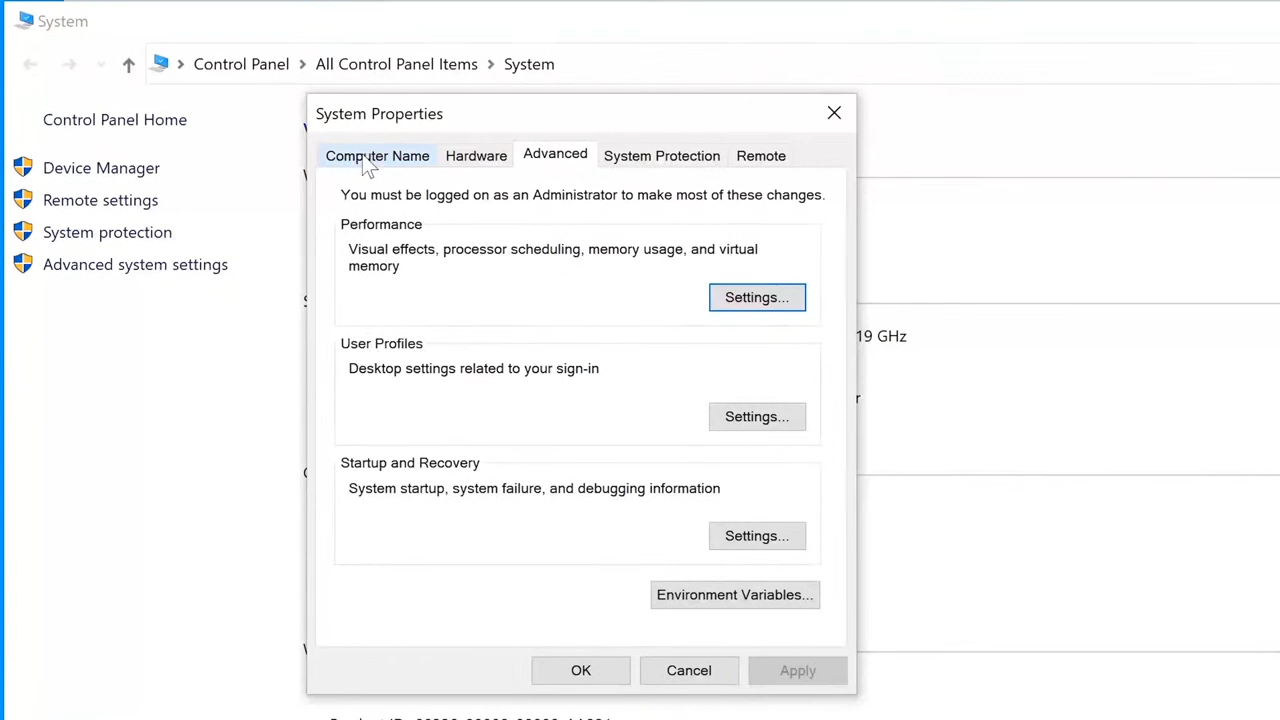 System
Control Panel > All Control Panel Items > System
Control Panel Home
Device Manager
Remote settings
System protection
Advanced system settings
System Properties
Computer Name Hardware Advanced System Protection Remote
You must be logged on as an Administrator to make most of these changes.
Performance
Visual effects, processor scheduling, memory usage, and virtual
memory
Settings...
User Profiles
Desktop settings related to your sign-in
Settings...
Startup and Recovery
System startup, system failure, and debugging information
Settings...
Environment Variables...
OK Cancel Apply
19 GHz
r